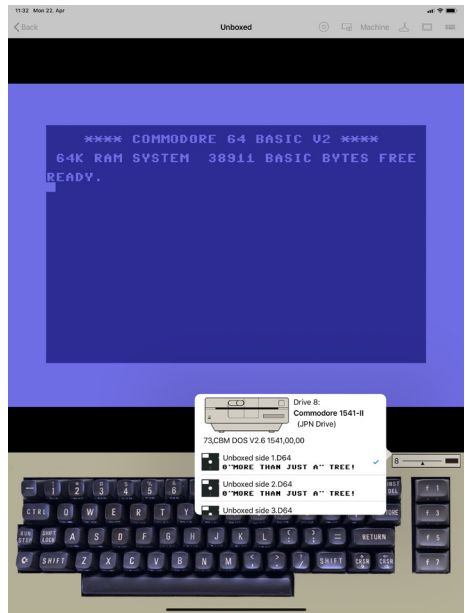 11:32 Mon 22. Apr
Back
Unboxed
Machine
**** COMMODORE 64 BASIC V2 ****
64K RAM SYSTEM 38911 BASIC BYTES FREE
READY.
Drive 8:
Commodore 1541-II
(JPN Drive)
73,CBM DOS V2.6 1541,00,00
Unboxed side 1.D64
0"MORE THAN JUST A" TREE!
Unboxed side 2.D64
0"MORE THAN JUST A" TREE!
Unboxed side 3.D64
8
1 2 3 4 5 6 INST DEL f 1
CTRL Q W E R T Y f 3
RUN STOP SHIFT LOCK A S D F G H J K L = RETURN f 5
SHIFT Z X C V B N M SHIFT CRSR CRSR f 7